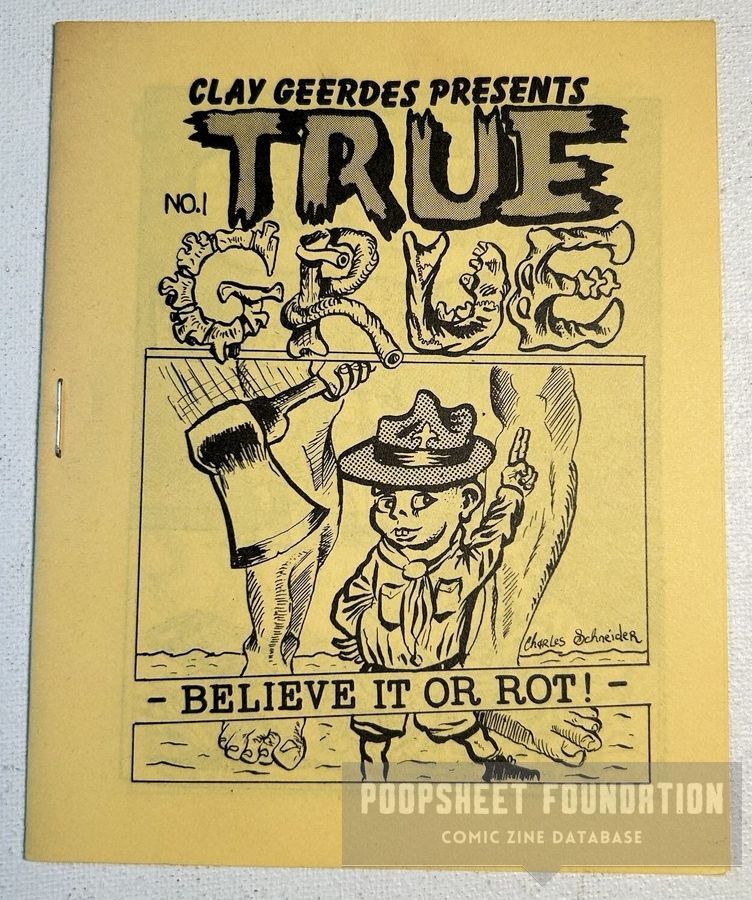 CLAY GEERDES PRESENTS
TRUE
NO.1
GRUE
Charles Schneider
- BELIEVE IT OR ROT! -
POOPSHEET FOUNDATION
COMIC ZINE DATABASE